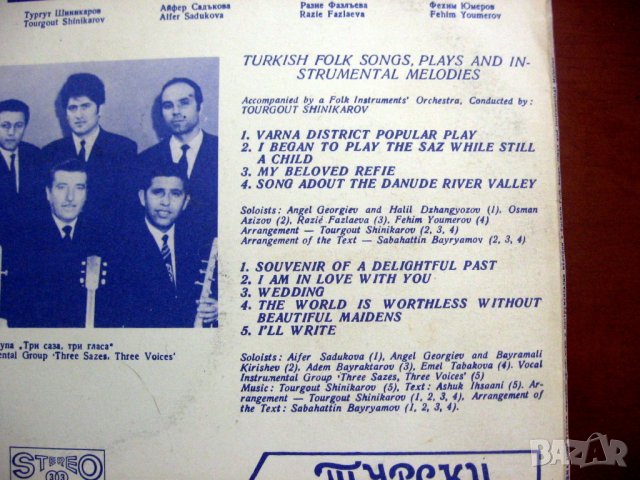 Тургут Шиникаров
Tourgout Shinikarov
Айфер Садъкова
Aifer Sadukova
Разие Фазлъева
Razie Fazlaeva
Фехим Юмеров
Fehim Youmerov
TURKISH FOLK SONGS, PLAYS AND IN-
STRUMENTAL MELODIES
Accompanied by a Folk Instruments' Orchestra, Conducted by:
TOURGOUT SHINIKAROV
1. VARNA DISTRICT POPULAR PLAY
2. I BEGAN TO PLAY THE SAZ WHILE STILL
A CHILD
3. MY BELOVED REFIE
4. SONG ADOUT THE DANUDE RIVER VALLEY
Soloists: Angel Georgiev and Halil Dzhangyozov (1), Osman
Azizov (2), Razie Fazlaeva (3), Fehim Youmerov (4)
Arrangement — Tourgout Shinikarov (2, 3, 4)
Arrangement of the Text — Sabahattin Bayryamov (2, 3, 4)
1. SOUVENIR OF A DELIGHTFUL PAST
2. I AM IN LOVE WITH YOU
3. WEDDING
4. THE WORLD IS WORTHLESS WITHOUT
BEAUTIFUL MAIDENS
5. I'LL WRITE
Soloists: Aifer Sadukova (1), Angel Georgiev and Bayramali
Kirishev (2), Adem Bayraktarov (3), Emel Tabakova (4). Vocal
Instrumental Group 'Three Sazes, Three Voices' (5)
Music: Tourgout Shinikarov (5), Text: Ashuk Ihsaani (5). Ar-
rangement — Tourgout Shinikarov (1, 2, 3, 4). Arrangement of the
Text: Sabahattin Bayryamov (1, 2, 3, 4).
упа „Три саза, три гласа"
ental Group 'Three Sazes, Three Voices'
STEREO
303
ТУРСКИ
BAZAR